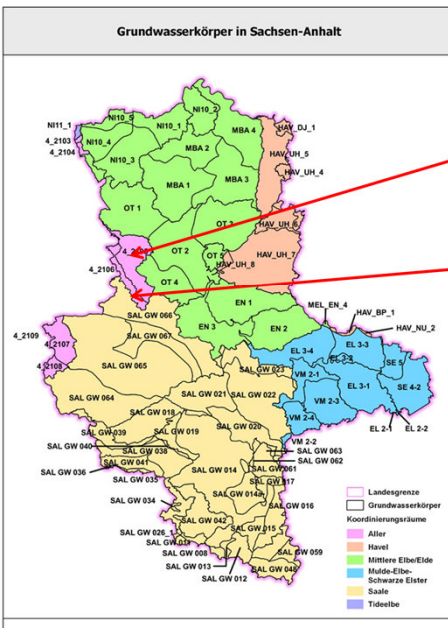 Grundwasserkörper in Sachsen-Anhalt
NI10_2
NI11_1
NI10_5
NI10_1
MBA 4
HAV_DJ_1
4_2103
NI10_4
4_2104
MBA 2
HAV_UH_5
NI10_3
HAV_UH_4
MBA 1
MBA 3
OT 1
HAV_UH_6
OT 2
OT 5
HAV_UH_7
4_2106
HAV_UH_8
OT 4
EN 1
MEL_EN_4
HAV_BP_1
SAL GW 066
EN 3
EN 2
HAV_NU_2
4_2109
SAL GW 067
4_2107
EL 3-4
SE 5
4_2108
SAL GW 065
SAL GW 023
VM 2-1
EL 3-1
SE 4-2
SAL GW 064
SAL GW 021
SAL GW 022
VM 2-3
SAL GW 018
VM 2-4
EL 2-1
EL 2-2
SAL GW 039
SAL GW 019
SAL GW 020
SAL GW 040
SAL GW 038
VM 2-2
SAL GW 063
SAL GW 041
SAL GW 062
SAL GW 036
SAL GW 035
SAL GW 014
SAL GW 061
SAL GW 014a
SAL GW 034
SAL GW 016
SAL GW 042
SAL GW 015
SAL GW 026
SAL GW 008
SAL GW 059
SAL GW 013
SAL GW 012
Landesgrenze
Grundwasserkörper
Koordinierungsräume
Aller
Havel
Mittlere Elbe/Elde
Mulde-Elbe-
Schwarze Elster
Saale
Tideelbe